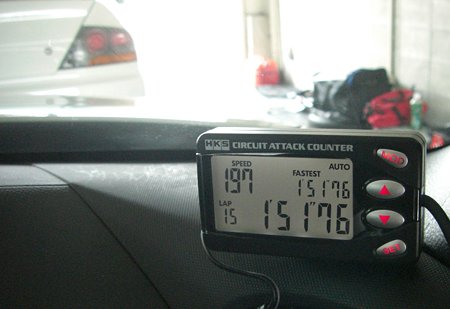 HKS CIRCUIT ATTACK COUNTER
SPEED AUTO
197 FASTEST
1'51"76
LAP
15 1'51"76